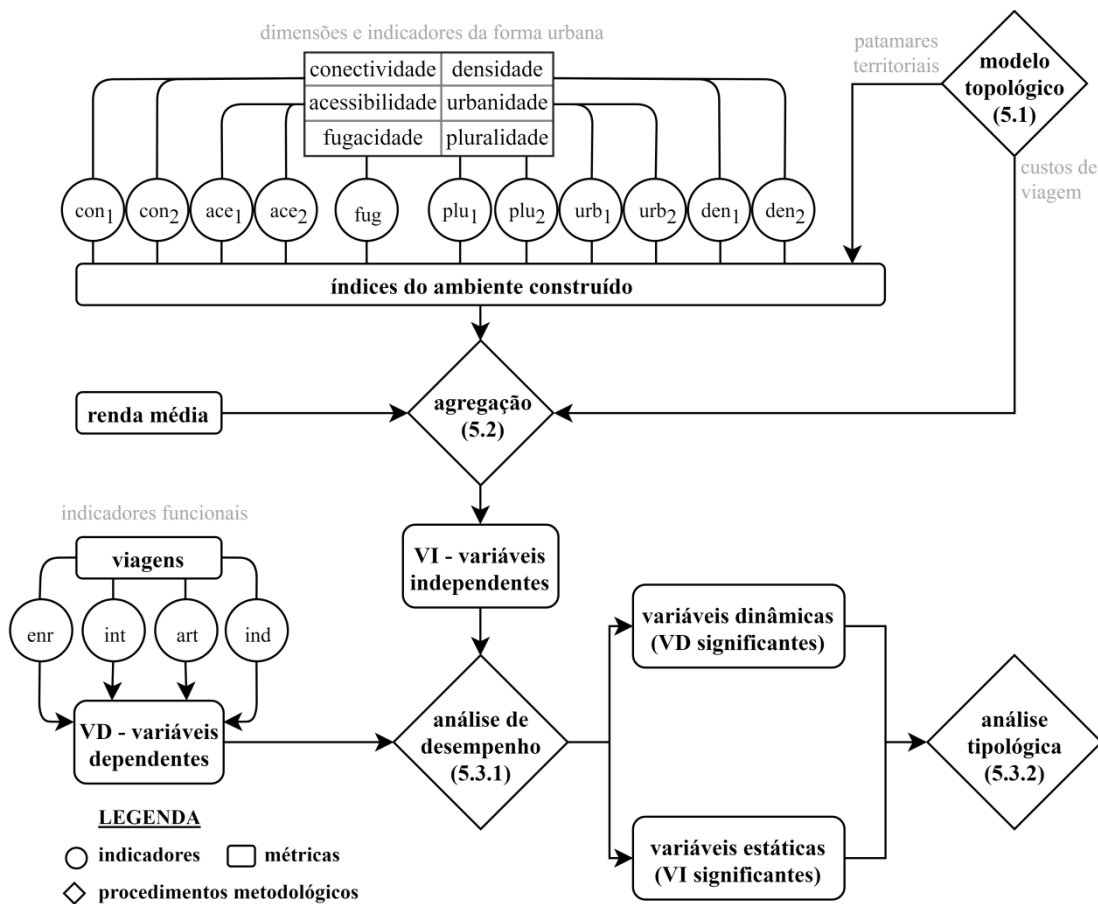 dimensões e indicadores da forma urbana
conectividade densidade
acessibilidade urbanidade
fugacidade pluralidade
patamares
territoriais
modelo
topológico
(5.1)
custos de
viagem
con1 con2 ace1 ace2 fug plu1 plu2 urb1 urb2 den1 den2
índices do ambiente construído
renda média
agregação
(5.2)
indicadores funcionais
viagens
enr int art ind
VI - variáveis
independentes
VD - variáveis
dependentes
análise de
desempenho
(5.3.1)
variáveis dinâmicas
(VD significantes)
variáveis estáticas
(VI significantes)
análise
tipológica
(5.3.2)
LEGENDA
indicadores métricas
procedimentos metodológicos